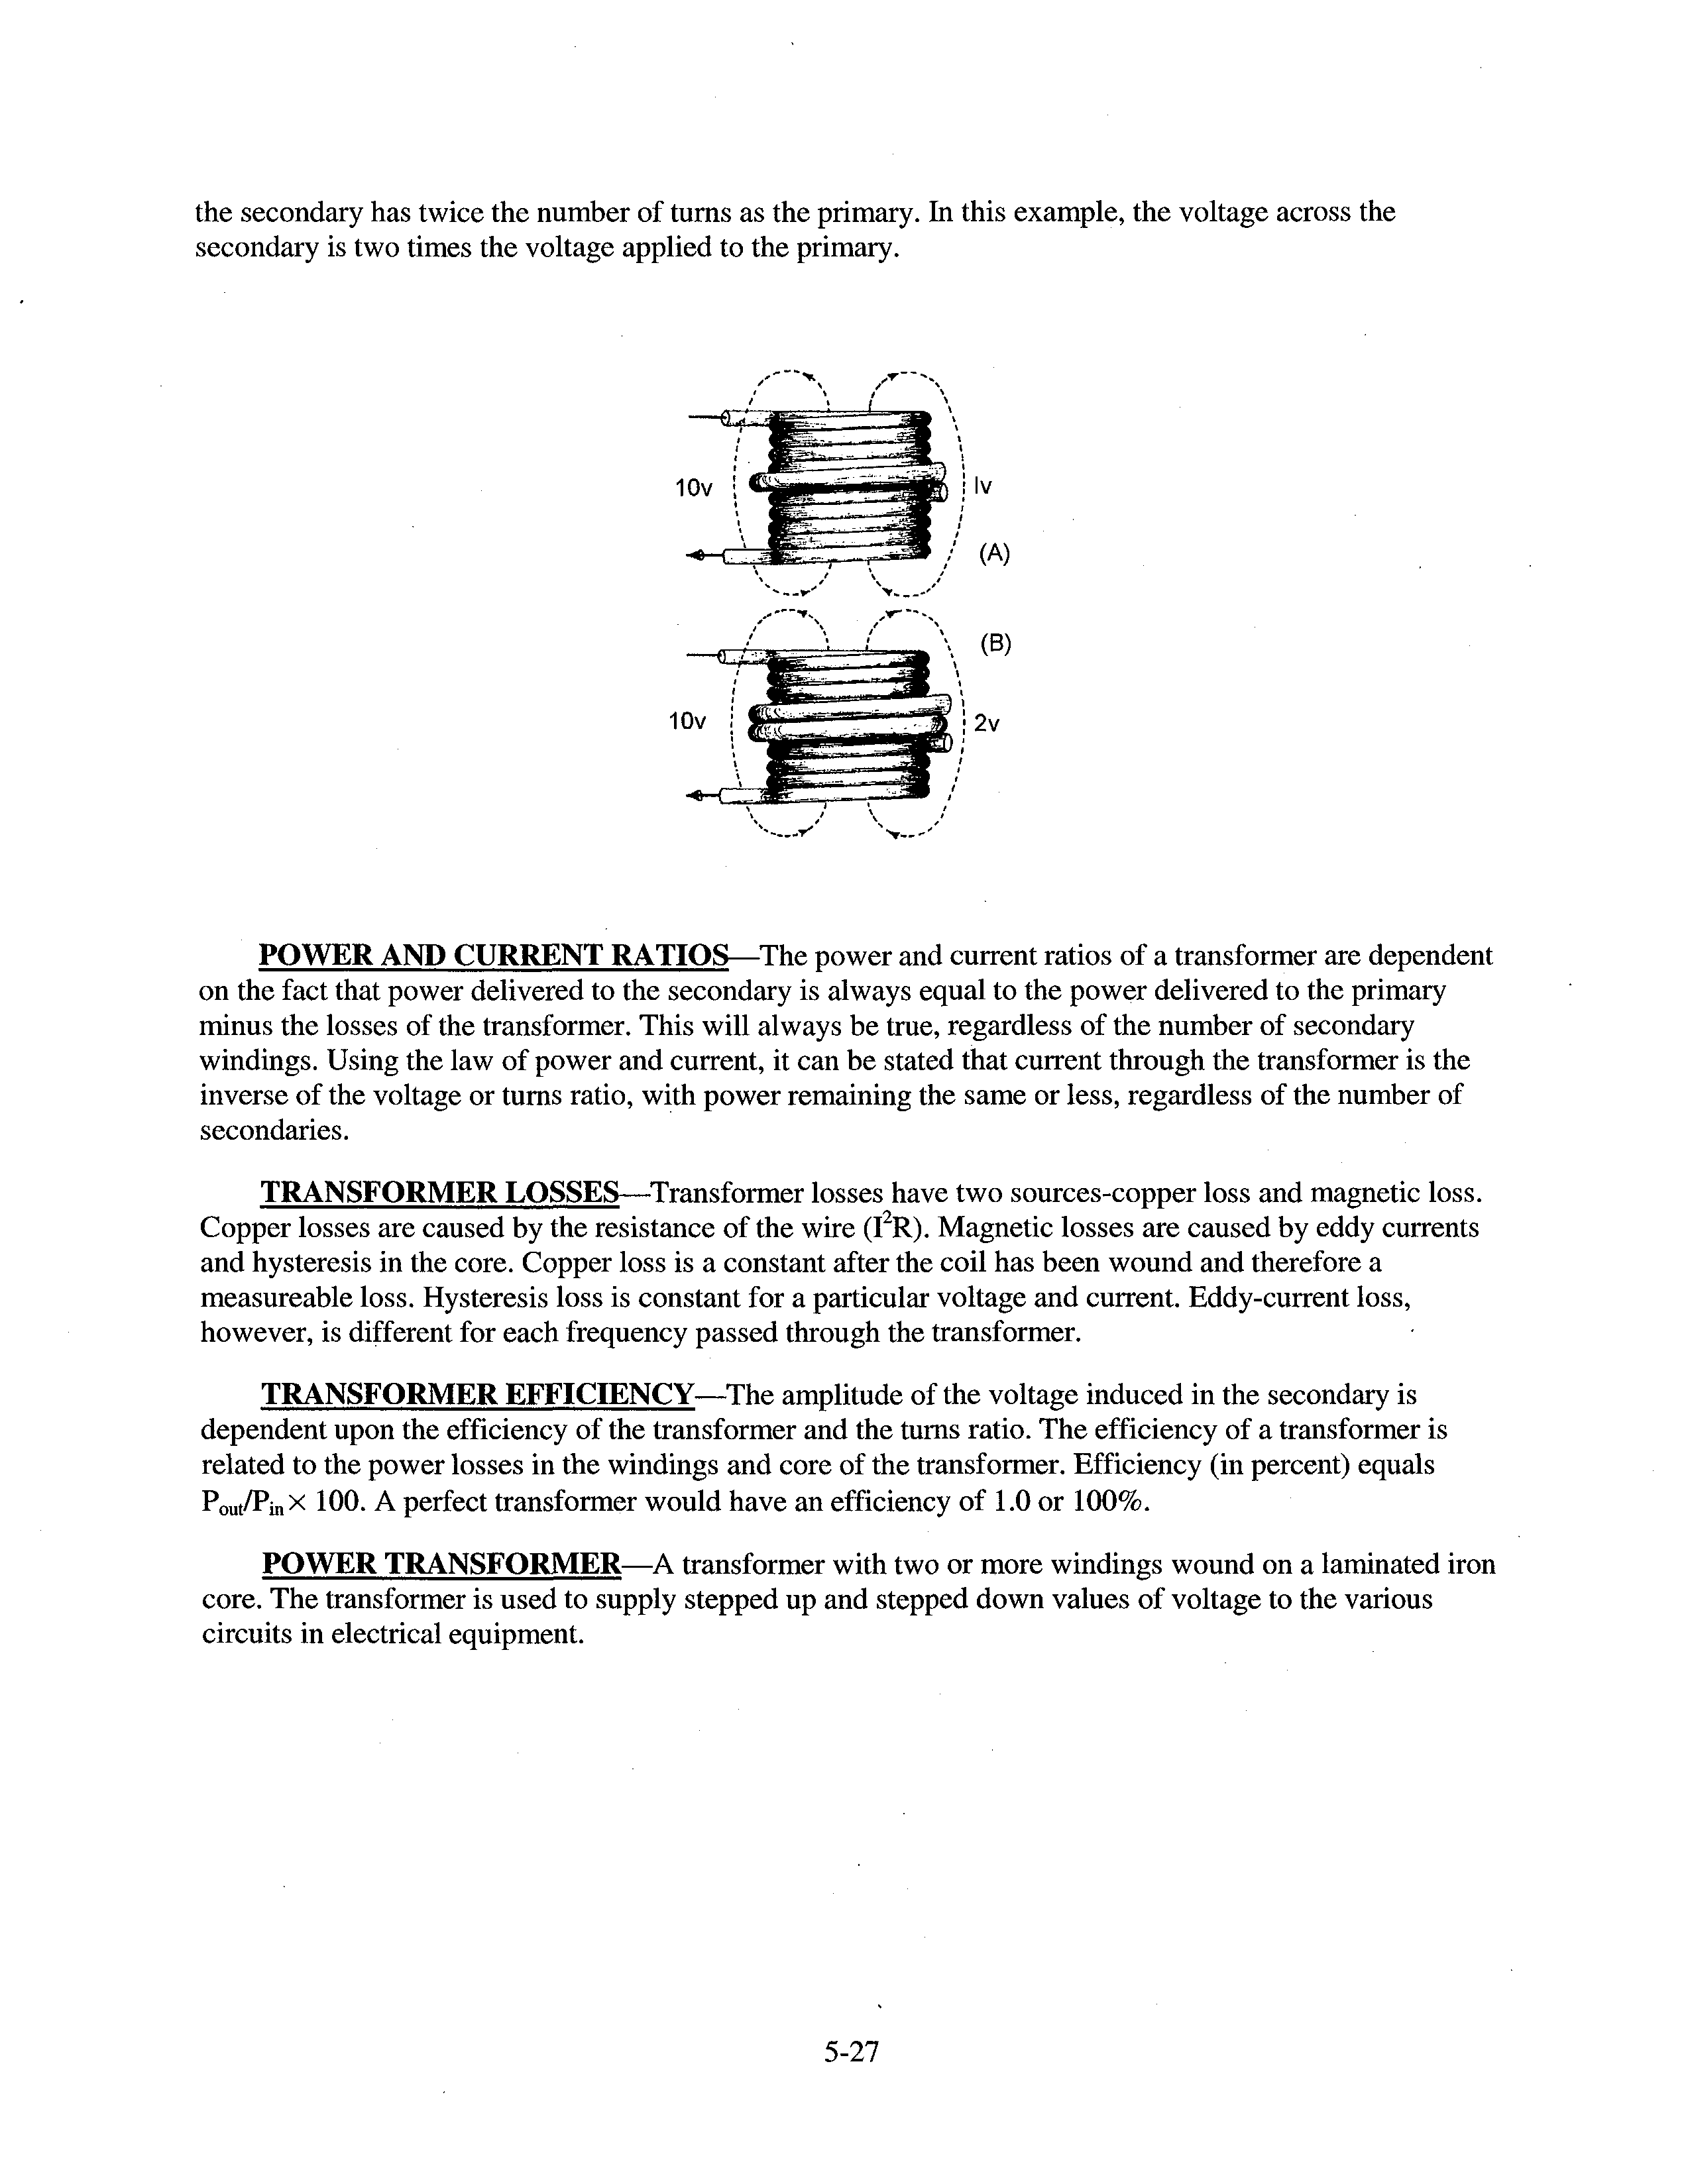 the secondary has twice the number of turns as the primary. In this example, the voltage across the
secondary is two times the voltage applied to the primary.
10v
lv
(A)
(B)
10v
2v
POWER AND CURRENT RATIOS—The power and current ratios of a transformer are dependent
on the fact that power delivered to the secondary is always equal to the power delivered to the primary
minus the losses of the transformer. This will always be true, regardless of the number of secondary
windings. Using the law of power and current, it can be stated that current through the transformer is the
inverse of the voltage or turns ratio, with power remaining the same or less, regardless of the number of
secondaries.
TRANSFORMER LOSSES—Transformer losses have two sources-copper loss and magnetic loss.
Copper losses are caused by the resistance of the wire (I²R). Magnetic losses are caused by eddy currents
and hysteresis in the core. Copper loss is a constant after the coil has been wound and therefore a
measureable loss. Hysteresis loss is constant for a particular voltage and current. Eddy-current loss,
however, is different for each frequency passed through the transformer.
TRANSFORMER EFFICIENCY—The amplitude of the voltage induced in the secondary is
dependent upon the efficiency of the transformer and the turns ratio. The efficiency of a transformer is
related to the power losses in the windings and core of the transformer. Efficiency (in percent) equals
Pout/Pin × 100. A perfect transformer would have an efficiency of 1.0 or 100%.
POWER TRANSFORMER—A transformer with two or more windings wound on a laminated iron
core. The transformer is used to supply stepped up and stepped down values of voltage to the various
circuits in electrical equipment.
5-27